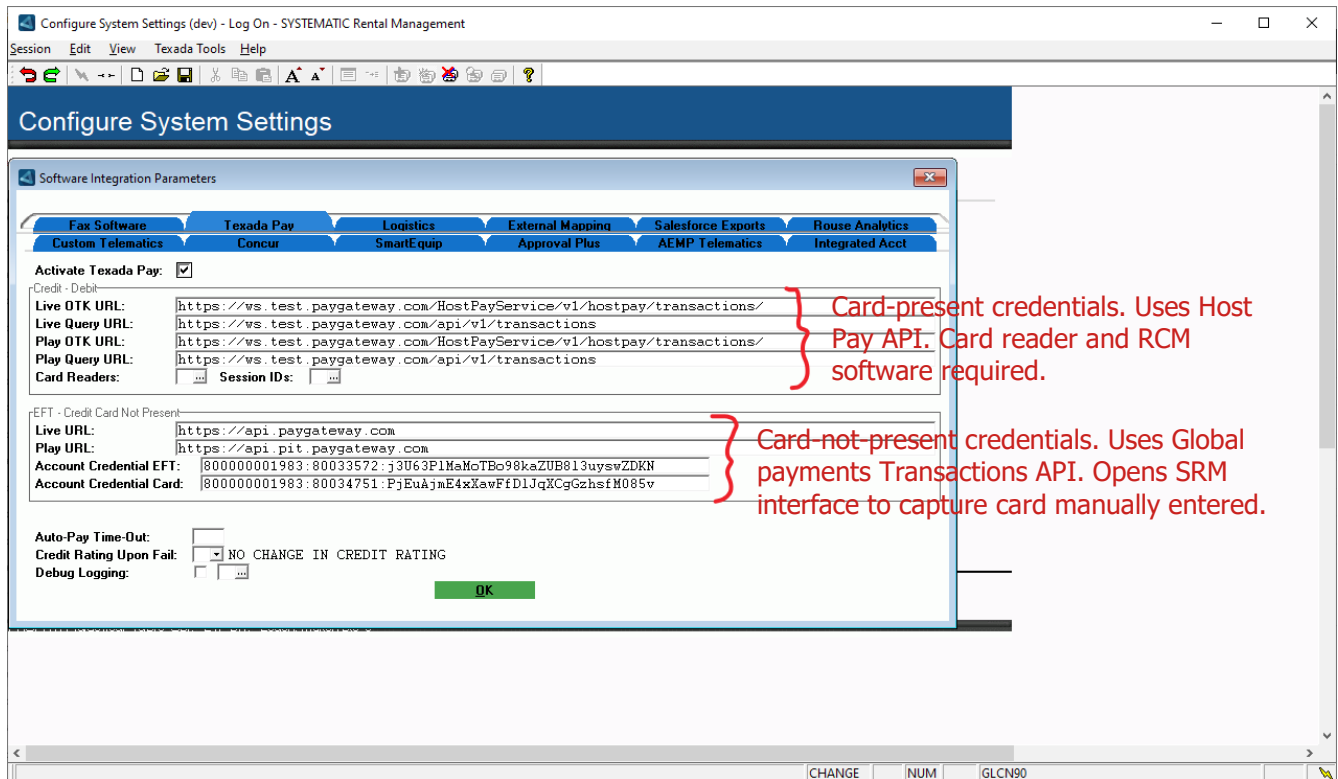 Configure System Settings (dev) - Log On - SYSTEMATIC Rental Management
Session Edit View Texada Tools Help
Configure System Settings
Software Integration Parameters
Fax Software Texada Pay Logistics External Mapping Salesforce Exports Rouse Analytics
Custom Telematics Concur SmartEquip Approval Plus AEMP Telematics Integrated Acct
Activate Texada Pay:
Credit - Debit
Live OTK URL: https://ws.test.paygateway.com/HostPayService/v1/hostpay/transactions/
Live Query URL: https://ws.test.paygateway.com/api/v1/transactions
Play OTK URL: https://ws.test.paygateway.com/HostPayService/v1/hostpay/transactions/
Play Query URL: https://ws.test.paygateway.com/api/v1/transactions
Card Readers: ... Session IDs: ...
Card-present credentials. Uses Host
Pay API. Card reader and RCM
software required.
EFT - Credit Card Not Present
Live URL: https://api.paygateway.com
Play URL: https://api.pit.paygateway.com
Account Credential EFT: 800000001983:80033572:j3U63PlMaMoTBo98kaZUB8l3uyswZDKN
Account Credential Card: 800000001983:80034751:PjEuAjmE4xXawFfDlJqXCgGzhsfM085v
Card-not-present credentials. Uses Global
payments Transactions API. Opens SRM
interface to capture card manually entered.
Auto-Pay Time-Out:
Credit Rating Upon Fail: NO CHANGE IN CREDIT RATING
Debug Logging: ...
OK
CHANGE NUM GLCN90